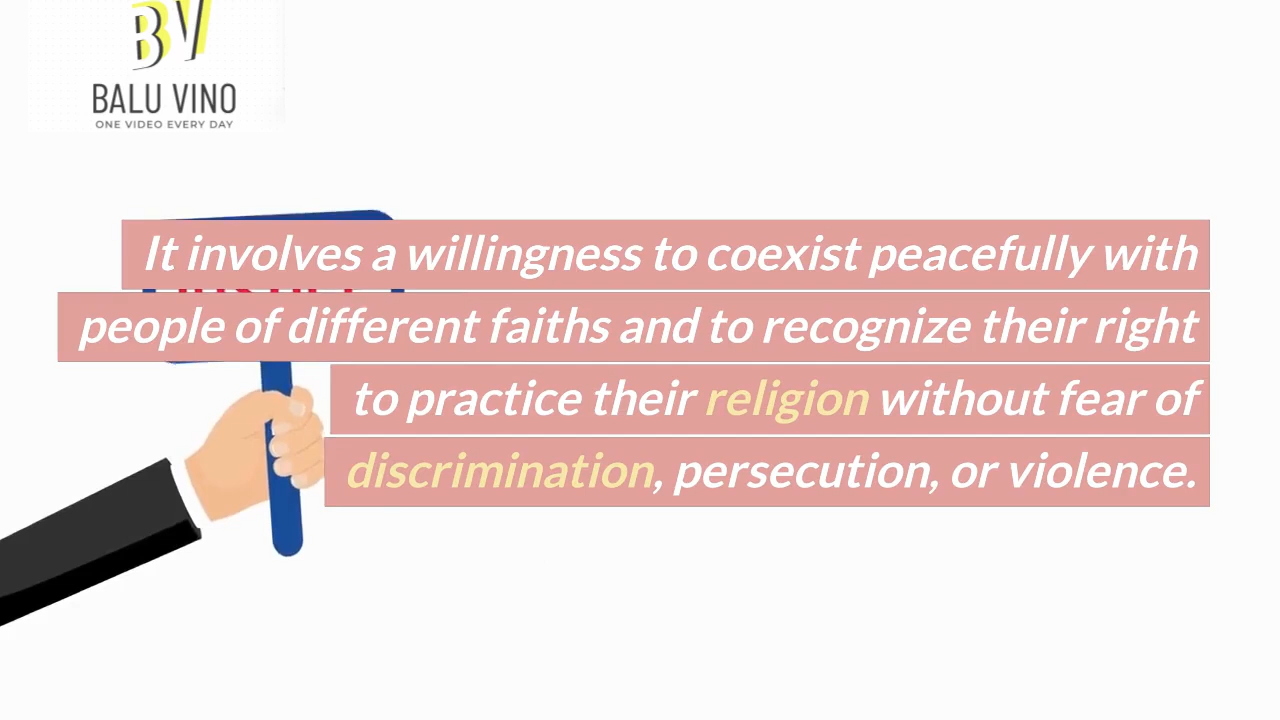 BV
BALU VINO
ONE VIDEO EVERY DAY
It involves a willingness to coexist peacefully with
people of different faiths and to recognize their right
to practice their religion without fear of
discrimination, persecution, or violence.